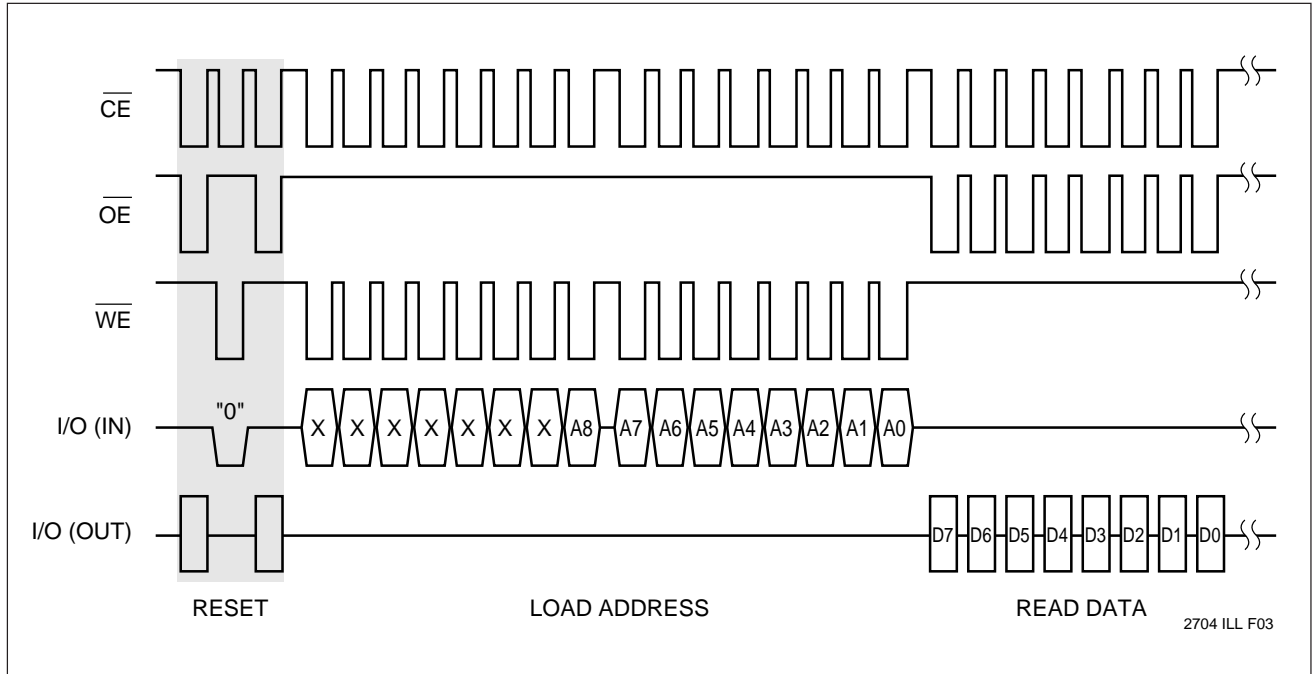 CE
OE
WE
"0"
I/O (IN) X X X X X X X A8 A7 A6 A5 A4 A3 A2 A1 A0
I/O (OUT) D7 D6 D5 D4 D3 D2 D1 D0
RESET LOAD ADDRESS READ DATA
2704 ILL F03